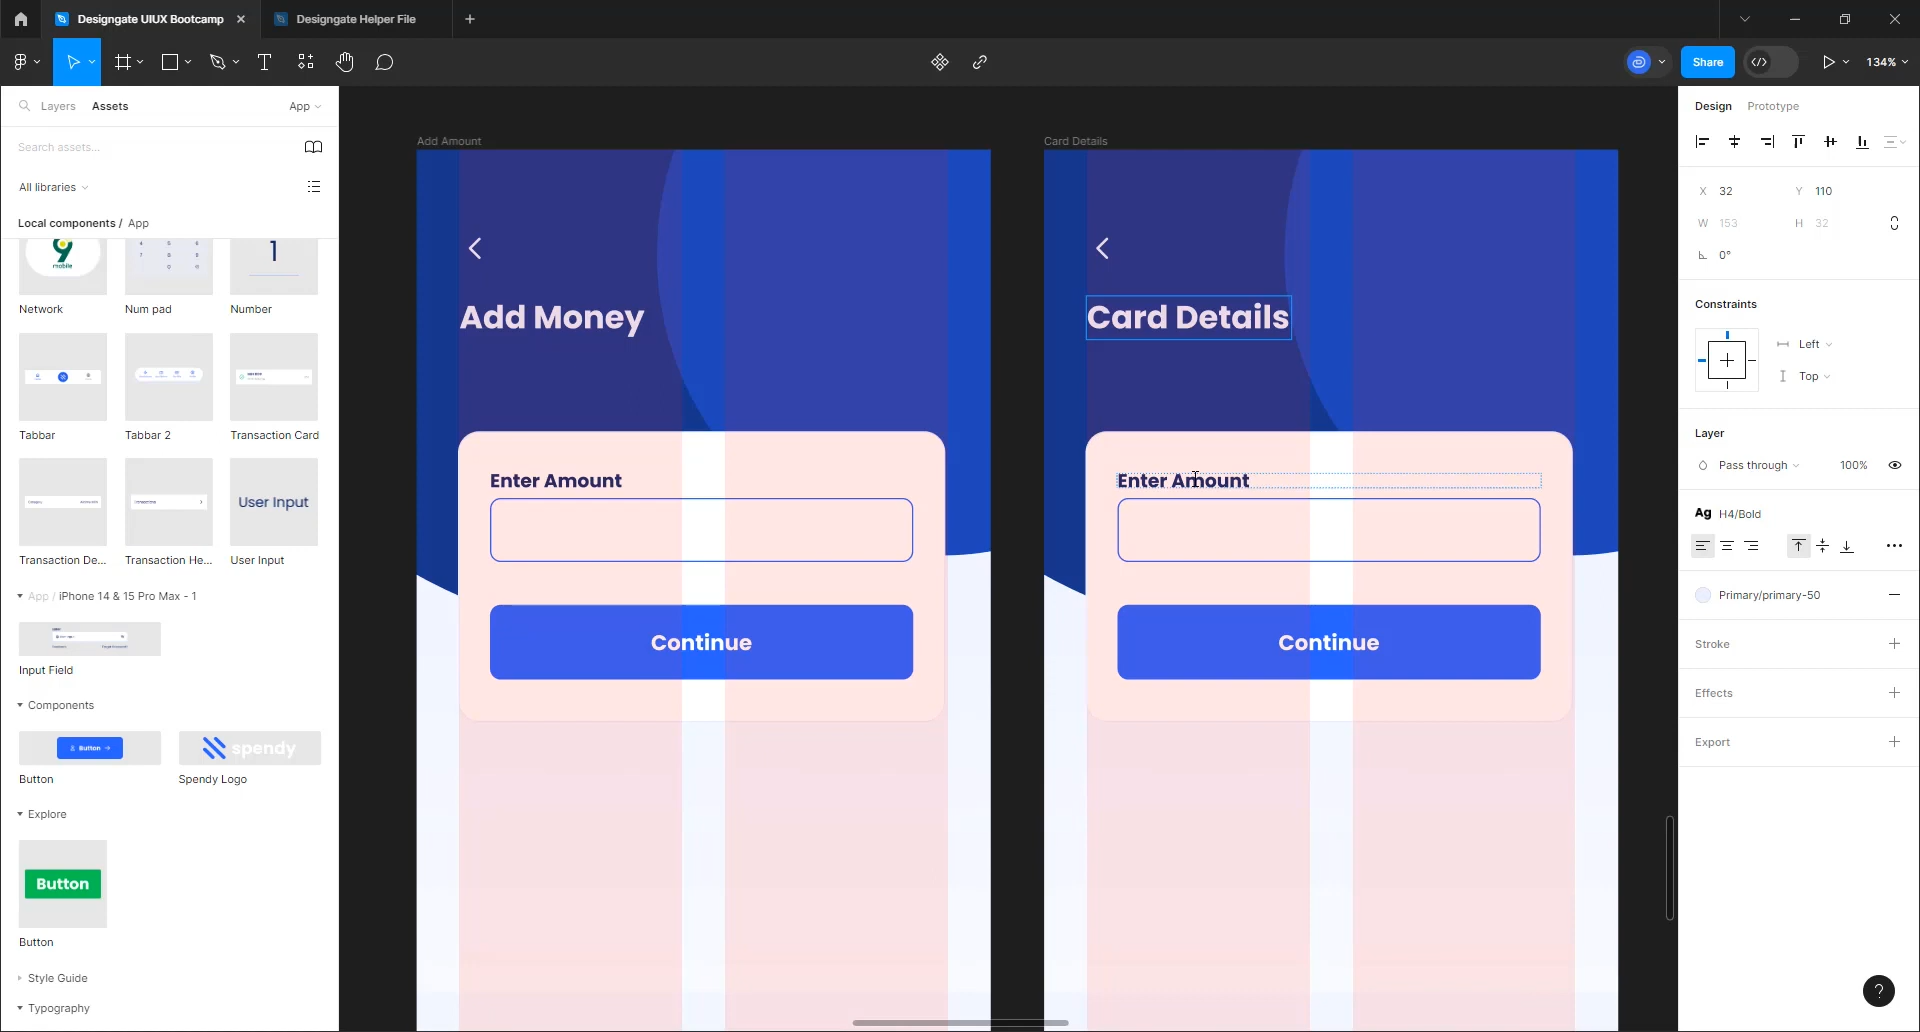 Designgate UIUX Bootcamp
Designgate Helper File
Share
134%
Layers
Assets
App
Search assets...
All libraries
Local components / App
9
mobile
1
Network
Num pad
Number
Tabbar
Tabbar 2
Transaction Card
User Input
Transaction De...
Transaction He...
User Input
App / iPhone 14 & 15 Pro Max - 1
Input Field
Components
Button
spendy
Button
Spendy Logo
Explore
Button
Button
Style Guide
Typography
Add Amount
Add Money
Enter Amount
Continue
Card Details
Card Details
Enter Amount
Continue
Design
Prototype
X 32
Y 110
W 153
H 32
0°
Constraints
Left
Top
Layer
Pass through
100%
Ag H4/Bold
Primary/primary-50
Stroke
Effects
Export
?